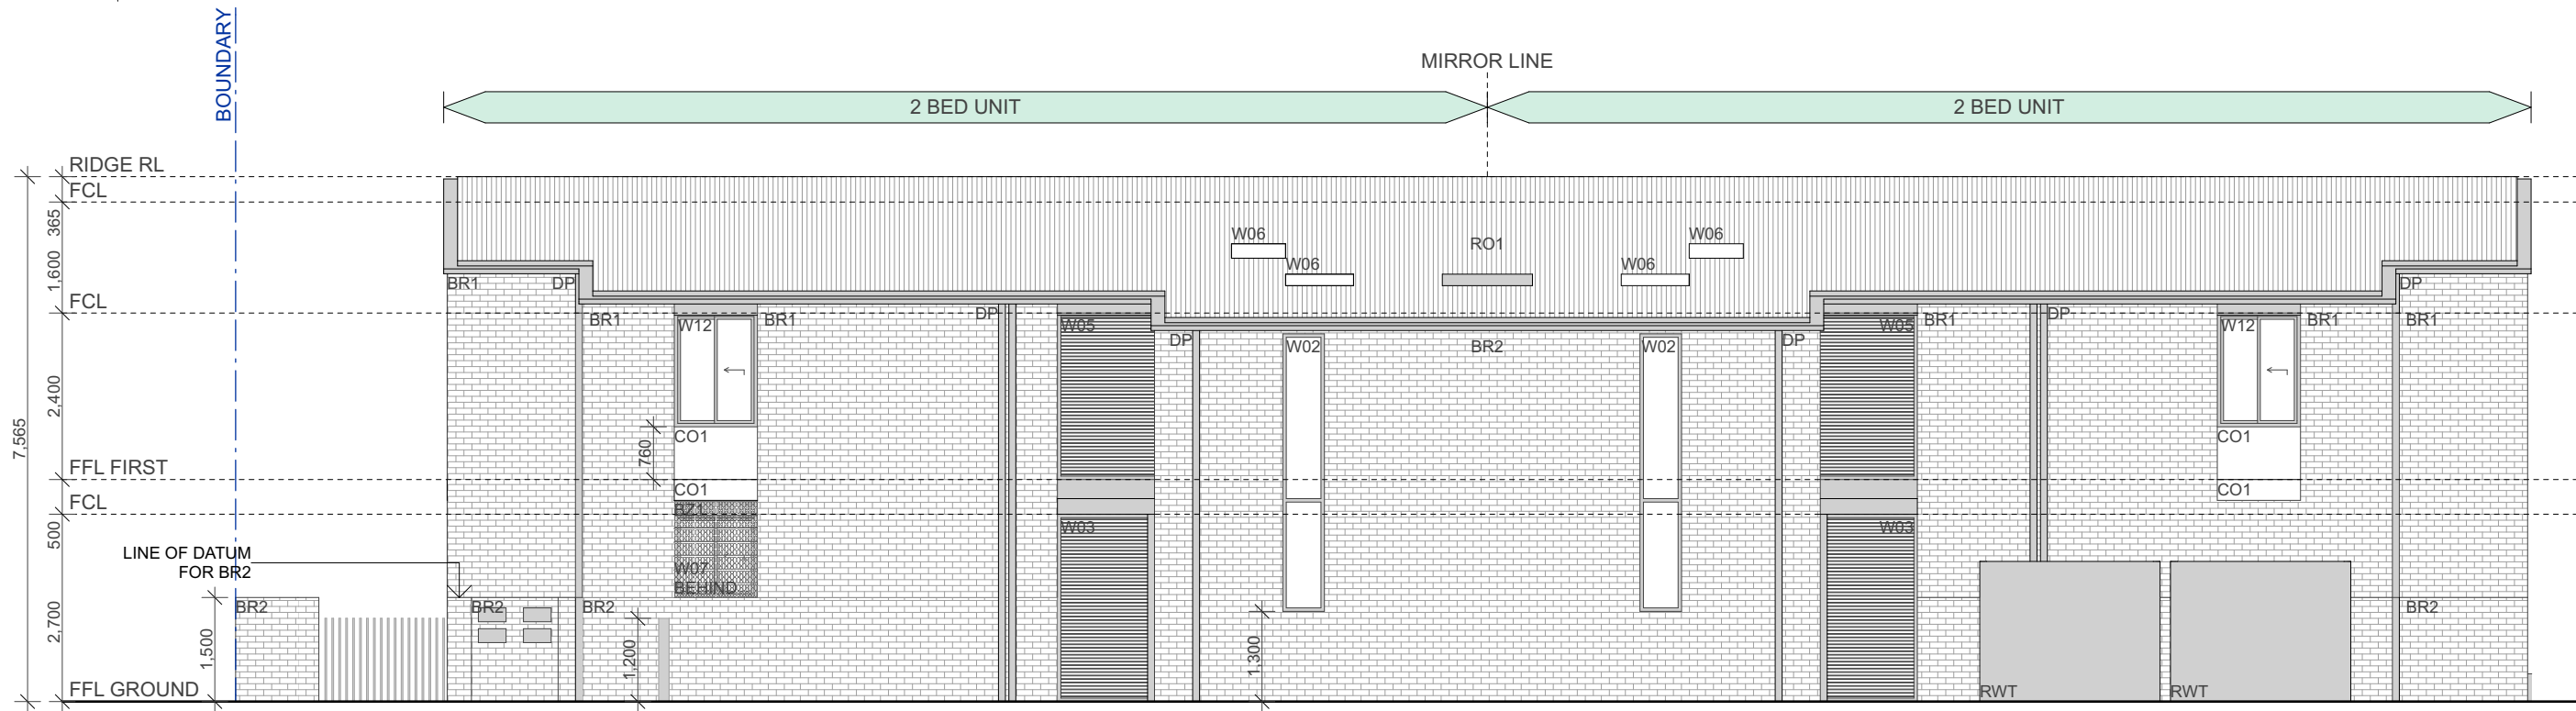 BOUNDARY
MIRROR LINE
2 BED UNIT
2 BED UNIT
RIDGE RL
FCL
365
1,600
FCL
2,400
7,565
FFL FIRST
FCL
500
2,700
FFL GROUND
LINE OF DATUM
FOR BR2
1,500
BR2
BR1
DP
BR1
W12
BR1
760
CO1
CO1
BZ1
W07
BEHIND
BR2
BR2
1,200
DP
W05
W03
DP
W06
W06
RO1
W06
W06
W02
BR2
W02
1,300
DP
W05
W03
BR1
DP
W12
BR1
CO1
CO1
DP
BR1
BR2
RWT
RWT